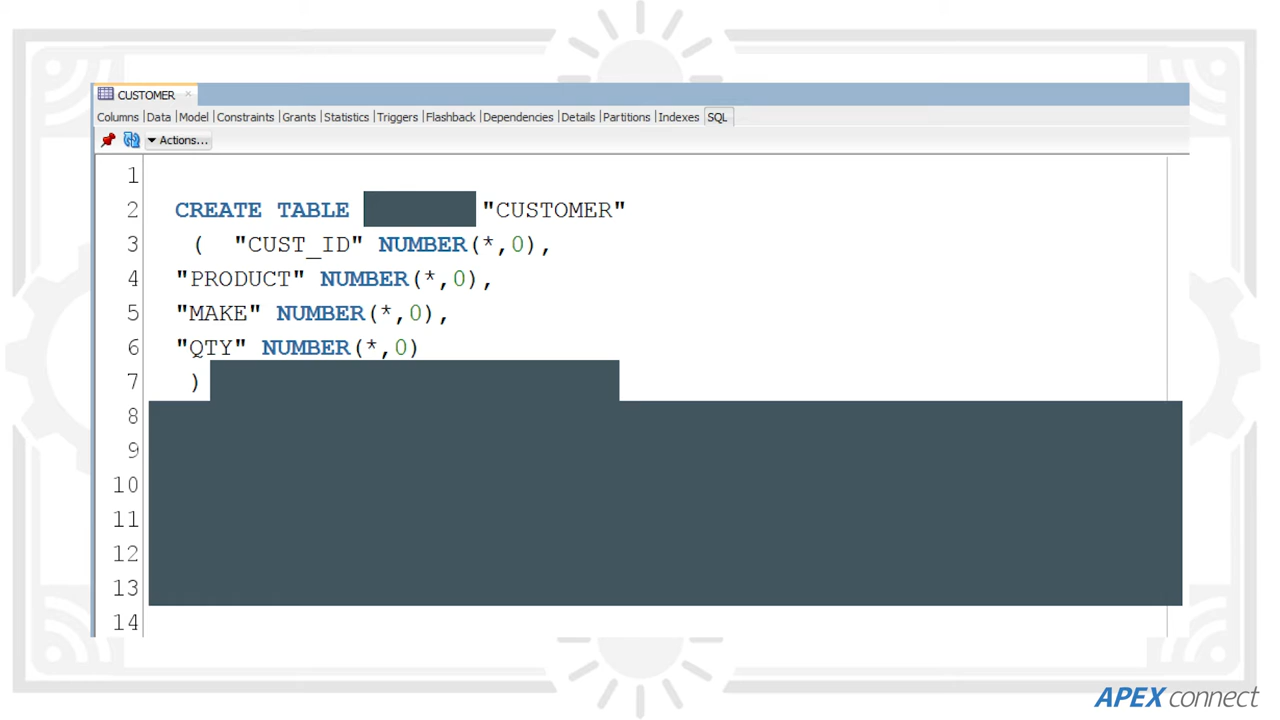 CUSTOMER
Columns Data Model Constraints Grants Statistics Triggers Flashback Dependencies Details Partitions Indexes SQL
Actions...
1
2 CREATE TABLE "CUSTOMER"
3 ( "CUST_ID" NUMBER(*,0),
4 "PRODUCT" NUMBER(*,0),
5 "MAKE" NUMBER(*,0),
6 "QTY" NUMBER(*,0)
7 )
8
9
10
11
12
13
14
APEX connect